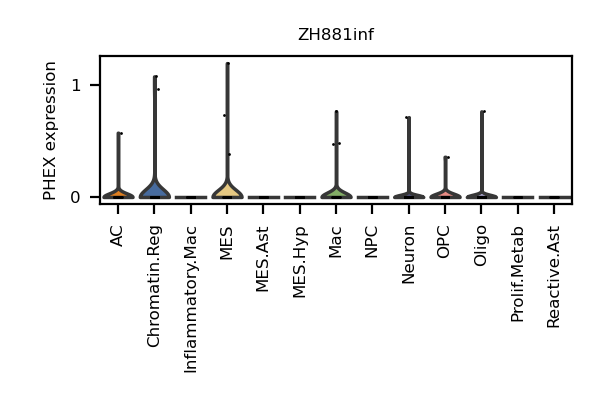 ZH881inf
PHEX expression
1
0
AC
Chromatin.Reg
Inflammatory.Mac
MES
MES.Ast
MES.Hyp
Mac
NPC
Neuron
OPC
Oligo
Prolif.Metab
Reactive.Ast